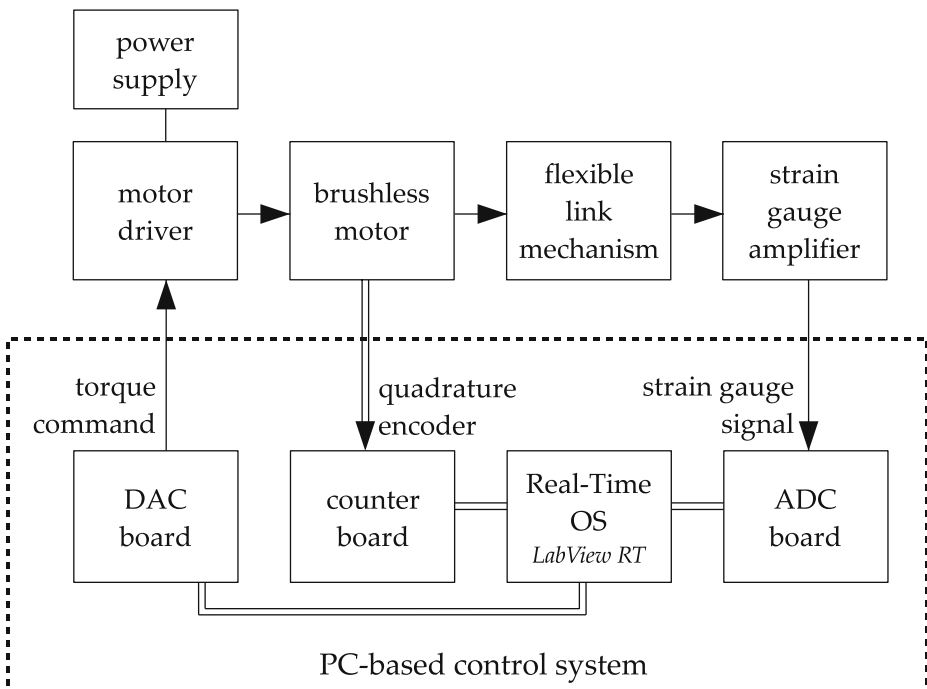 power
supply
motor
driver
brushless
motor
flexible
link
mechanism
strain
gauge
amplifier
torque
command
quadrature
encoder
strain gauge
signal
DAC
board
counter
board
Real-Time
OS
LabView RT
ADC
board
PC-based control system